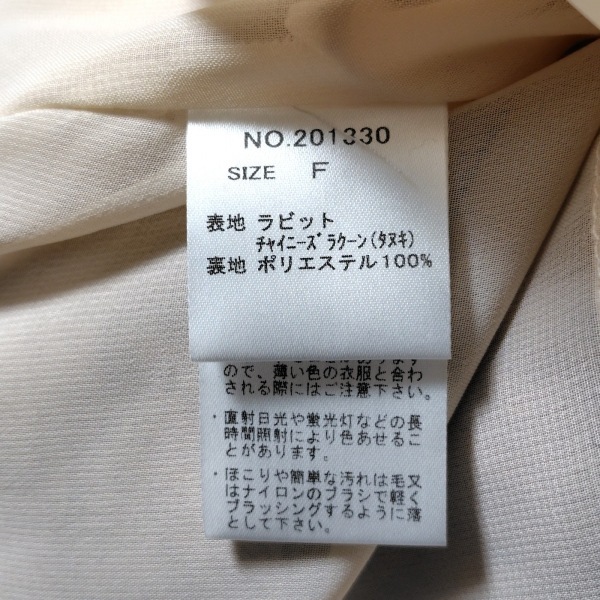 NO.201330
SIZE F
表地 ラビット
ﾁｬｲﾆｰｽﾞﾗｸｰﾝ(ﾀﾇｷ)
裏地 ポリエステル100%
ので、薄い色の衣服と合わ
される際にはご注意下さい。
・直射日光や蛍光灯などの長
時間照射により色あせるこ
とがあります。
・ほこりや簡単な汚れは毛又
はナイロンのブラシで軽く
ブラッシングするように落
として下さい。